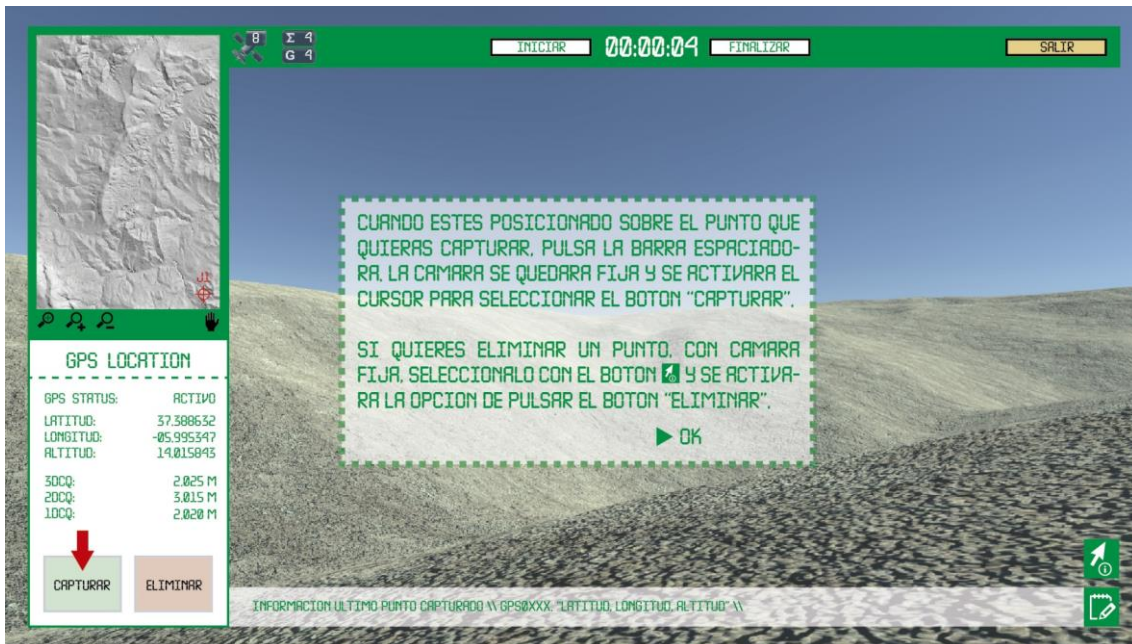 8
Σ 4
G 4
INICIAR
00:00:04
FINALIZAR
SALIR
J1
CUANDO ESTES POSICIONADO SOBRE EL PUNTO QUE
QUIERAS CAPTURAR, PULSA LA BARRA ESPACIADO-
RA, LA CAMARA SE QUEDARA FIJA Y SE ACTIVARA EL
CURSOR PARA SELECCIONAR EL BOTON "CAPTURAR".
SI QUIERES ELIMINAR UN PUNTO, CON CAMARA
FIJA, SELECCIONALO CON EL BOTON Y SE ACTIVA-
RA LA OPCION DE PULSAR EL BOTON "ELIMINAR".
OK
GPS LOCATION
GPS STATUS: ACTIVO
LATITUD: 37.388632
LONGITUD: -05.995347
ALTITUD: 14.015843
3DCQ: 2,025 M
2DCQ: 3,015 M
1DCQ: 2,020 M
CAPTURAR
ELIMINAR
INFORMACION ULTIMO PUNTO CAPTURADO \\ GPS0XXX: "LATITUD, LONGITUD, ALTITUD" \\